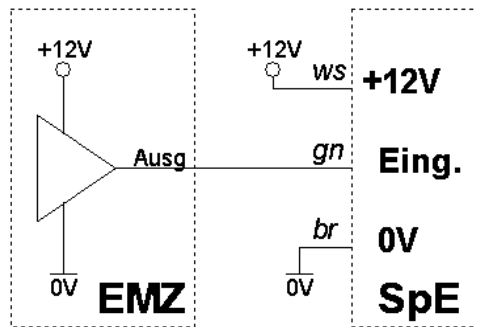 +12V
+12V
ws
+12V
Ausg
gn
Eing.
br
0V
0V
0V
EMZ
SpE